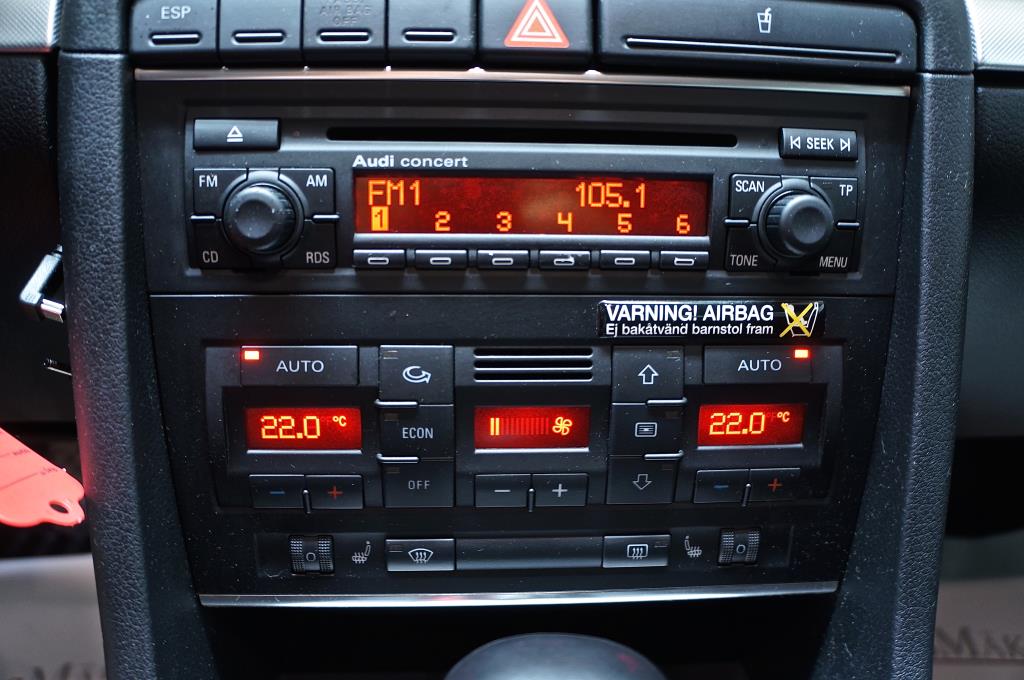 ESP
AIR BAG
OFF
SEEK
Audi concert
FM
AM
FM1 105.1
SCAN
TP
1 2 3 4 5 6
CD
RDS
TONE
MENU
VARNING! AIRBAG
Ej bakåtvänd barnstol fram
AUTO
AUTO
22.0 °C
22.0 °C
ECON
OFF